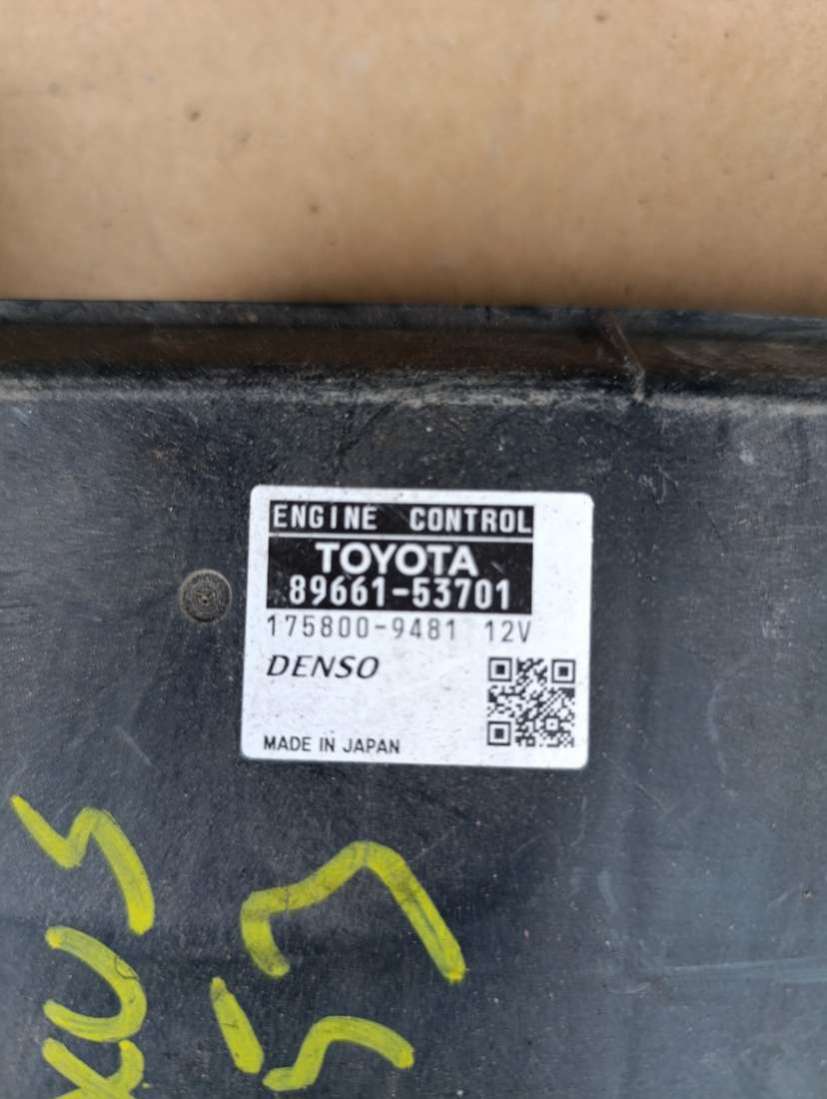 ENGINE CONTROL
TOYOTA
89661-53701
175800-9481 12V
DENSO
MADE IN JAPAN